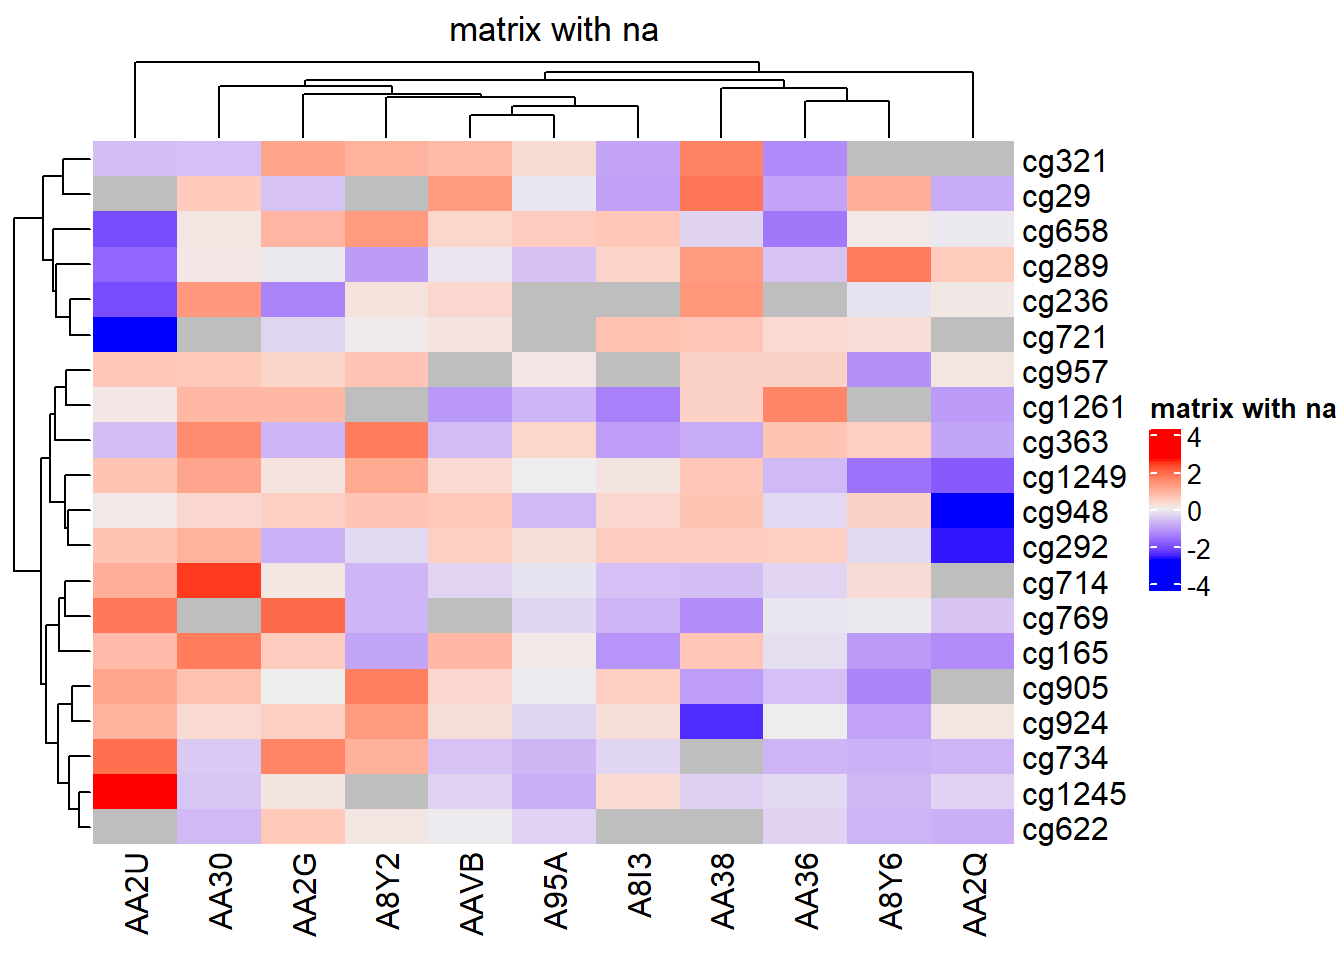 matrix with na
cg321
cg29
cg658
cg289
cg236
cg721
cg957
cg1261
cg363
cg1249
cg948
cg292
cg714
cg769
cg165
cg905
cg924
cg734
cg1245
cg622
matrix with na
4
2
0
-2
-4
AA2U
AA30
AA2G
A8Y2
AAVB
A95A
A8I3
AA38
AA36
A8Y6
AA2Q